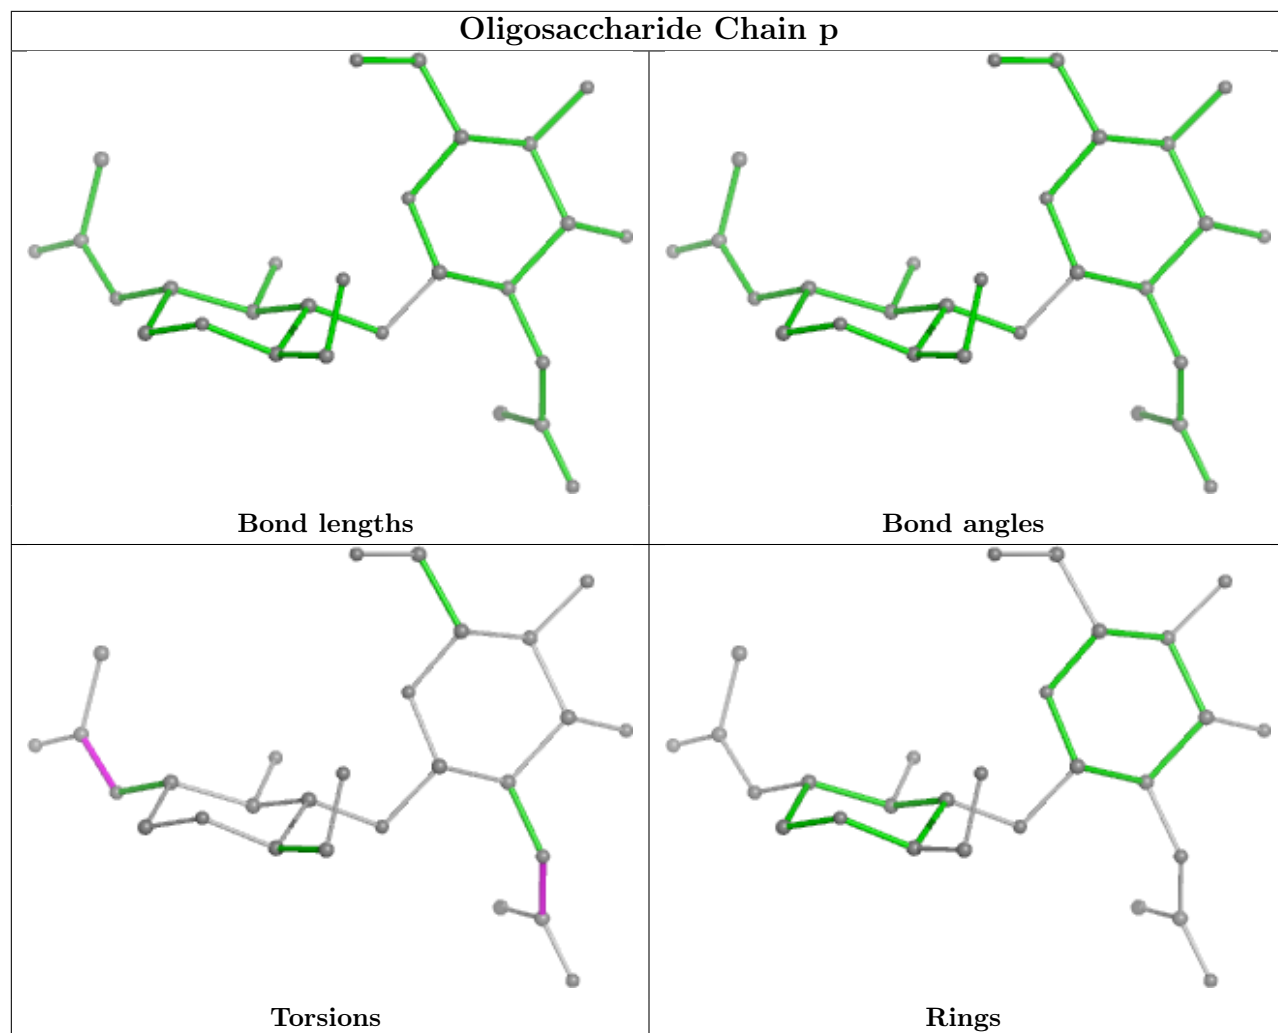 Oligosaccharide Chain p
Bond lengths
Bond angles
Torsions
Rings